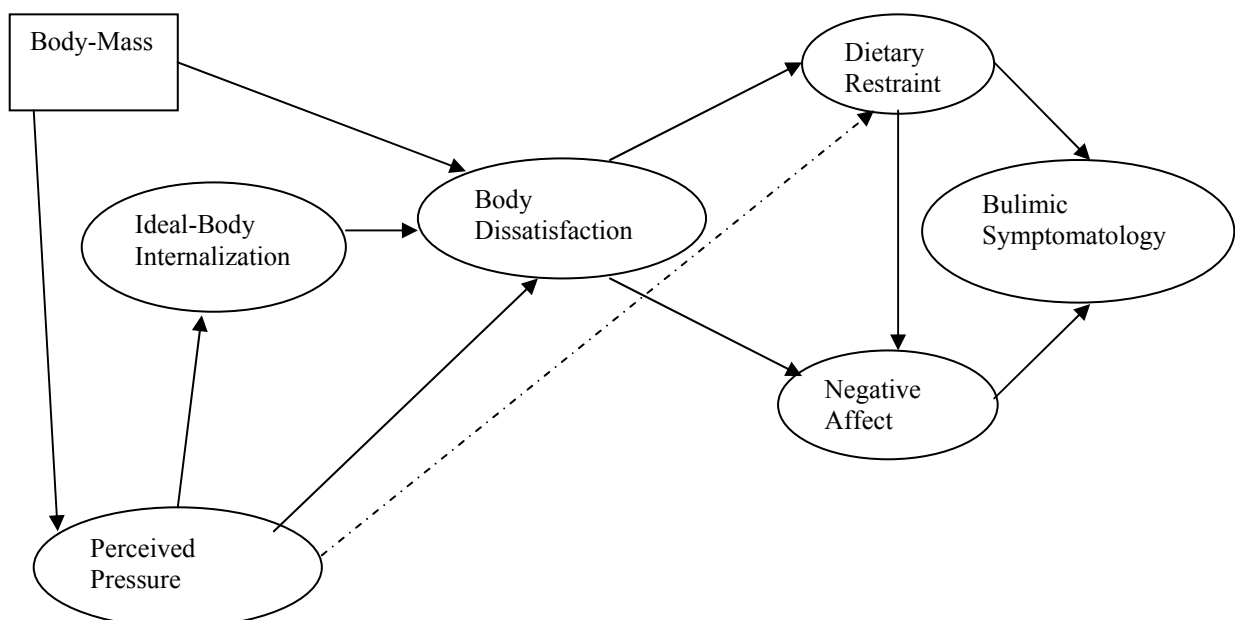 Body-Mass
Dietary
Restraint
Ideal-Body
Internalization
Body
Dissatisfaction
Bulimic
Symptomatology
Negative
Affect
Perceived
Pressure